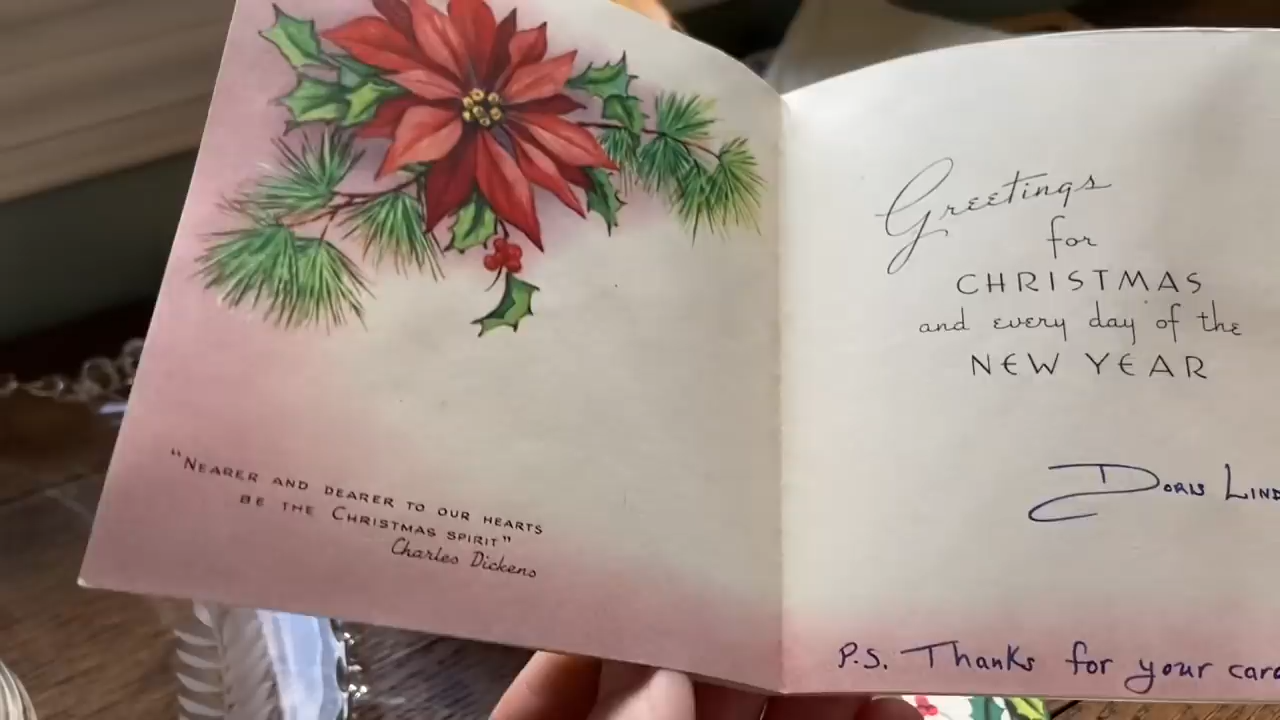 "NEARER AND DEARER TO OUR HEARTS
BE THE CHRISTMAS SPIRIT"
Charles Dickens
Greetings
for
CHRISTMAS
and every day of the
NEW YEAR
DORIS
P.S. Thanks for your